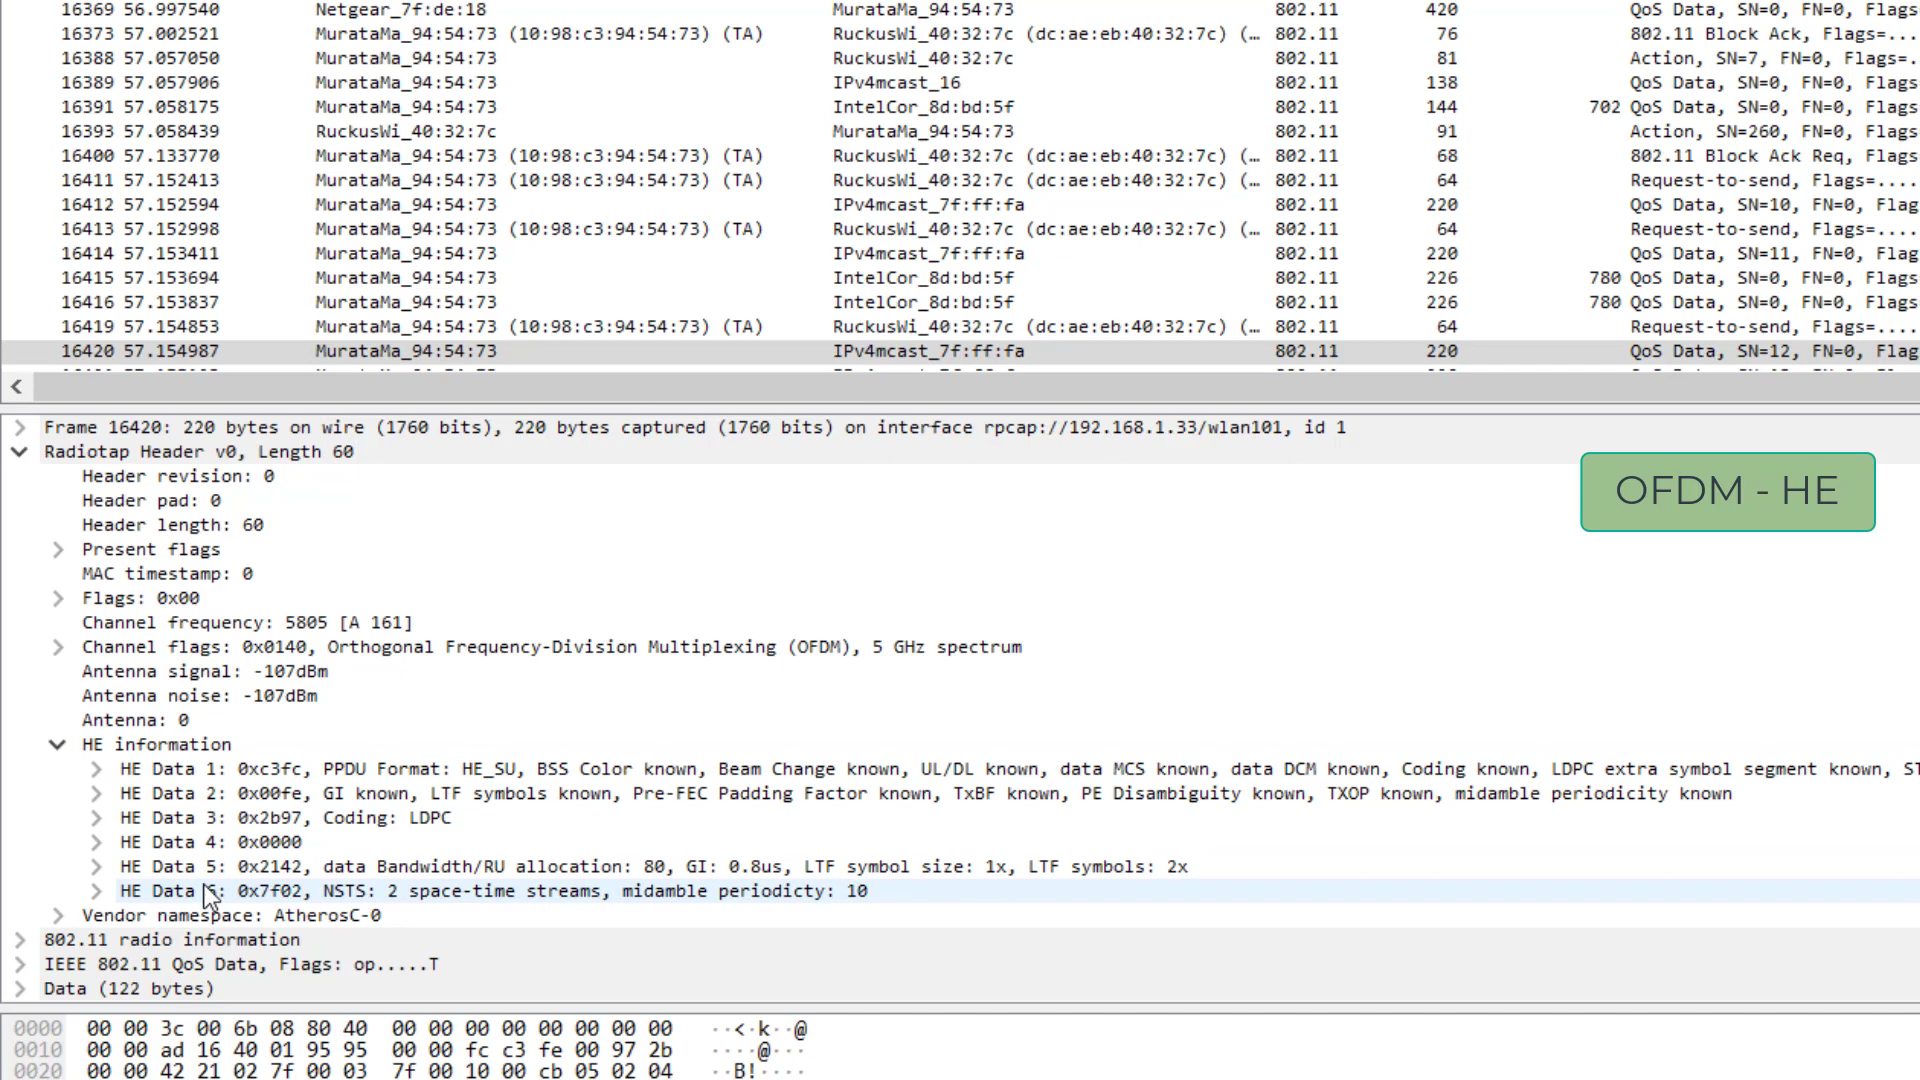 16369 56.997540 Netgear_7f:de:18 MurataMa_94:54:73 802.11 420 QoS Data, SN=0, FN=0, Flags
16373 57.002521 MurataMa_94:54:73 (10:98:c3:94:54:73) (TA) RuckusWi_40:32:7c (dc:ae:eb:40:32:7c) (… 802.11 76 802.11 Block Ack, Flags=....
16388 57.057050 MurataMa_94:54:73 RuckusWi_40:32:7c 802.11 81 Action, SN=7, FN=0, Flags=.
16389 57.057906 MurataMa_94:54:73 IPv4mcast_16 802.11 138 QoS Data, SN=0, FN=0, Flags
16391 57.058175 MurataMa_94:54:73 IntelCor_8d:bd:5f 802.11 144 702 QoS Data, SN=0, FN=0, Flags
16393 57.058439 RuckusWi_40:32:7c MurataMa_94:54:73 802.11 91 Action, SN=260, FN=0, Flags
16400 57.133770 MurataMa_94:54:73 (10:98:c3:94:54:73) (TA) RuckusWi_40:32:7c (dc:ae:eb:40:32:7c) (… 802.11 68 802.11 Block Ack Req, Flags=
16411 57.152413 MurataMa_94:54:73 (10:98:c3:94:54:73) (TA) RuckusWi_40:32:7c (dc:ae:eb:40:32:7c) (… 802.11 64 Request-to-send, Flags=....
16412 57.152594 MurataMa_94:54:73 IPv4mcast_7f:ff:fa 802.11 220 QoS Data, SN=10, FN=0, Flag
16413 57.152998 MurataMa_94:54:73 (10:98:c3:94:54:73) (TA) RuckusWi_40:32:7c (dc:ae:eb:40:32:7c) (… 802.11 64 Request-to-send, Flags=....
16414 57.153411 MurataMa_94:54:73 IPv4mcast_7f:ff:fa 802.11 220 QoS Data, SN=11, FN=0, Flag
16415 57.153694 MurataMa_94:54:73 IntelCor_8d:bd:5f 802.11 226 780 QoS Data, SN=0, FN=0, Flags
16416 57.153837 MurataMa_94:54:73 IntelCor_8d:bd:5f 802.11 226 780 QoS Data, SN=0, FN=0, Flags
16419 57.154853 MurataMa_94:54:73 (10:98:c3:94:54:73) (TA) RuckusWi_40:32:7c (dc:ae:eb:40:32:7c) (… 802.11 64 Request-to-send, Flags=....
16420 57.154987 MurataMa_94:54:73 IPv4mcast_7f:ff:fa 802.11 220 QoS Data, SN=12, FN=0, Flag
Frame 16420: 220 bytes on wire (1760 bits), 220 bytes captured (1760 bits) on interface rpcap://192.168.1.33/wlan101, id 1
Radiotap Header v0, Length 60
Header revision: 0
OFDM - HE
Header pad: 0
Header length: 60
Present flags
MAC timestamp: 0
Flags: 0x00
Channel frequency: 5805 [A 161]
Channel flags: 0x0140, Orthogonal Frequency-Division Multiplexing (OFDM), 5 GHz spectrum
Antenna signal: -107dBm
Antenna noise: -107dBm
Antenna: 0
HE information
HE Data 1: 0xc3fc, PPDU Format: HE_SU, BSS Color known, Beam Change known, UL/DL known, data MCS known, data DCM known, Coding known, LDPC extra symbol segment known, ST
HE Data 2: 0x00fe, GI known, LTF symbols known, Pre-FEC Padding Factor known, TxBF known, PE Disambiguity known, TXOP known, midamble periodicity known
HE Data 3: 0x2b97, Coding: LDPC
HE Data 4: 0x0000
HE Data 5: 0x2142, data Bandwidth/RU allocation: 80, GI: 0.8us, LTF symbol size: 1x, LTF symbols: 2x
HE Data 6: 0x7f02, NSTS: 2 space-time streams, midamble periodicty: 10
Vendor namespace: AtherosC-0
802.11 radio information
IEEE 802.11 QoS Data, Flags: op.....T
Data (122 bytes)
0000 00 00 3c 00 6b 08 80 40 00 00 00 00 00 00 00 00 ··<·k··@
0010 00 00 ad 16 40 01 95 95 00 00 fc c3 fe 00 97 2b ····@···
0020 00 00 42 21 02 7f 00 03 7f 00 10 00 cb 05 02 04 ··B!····